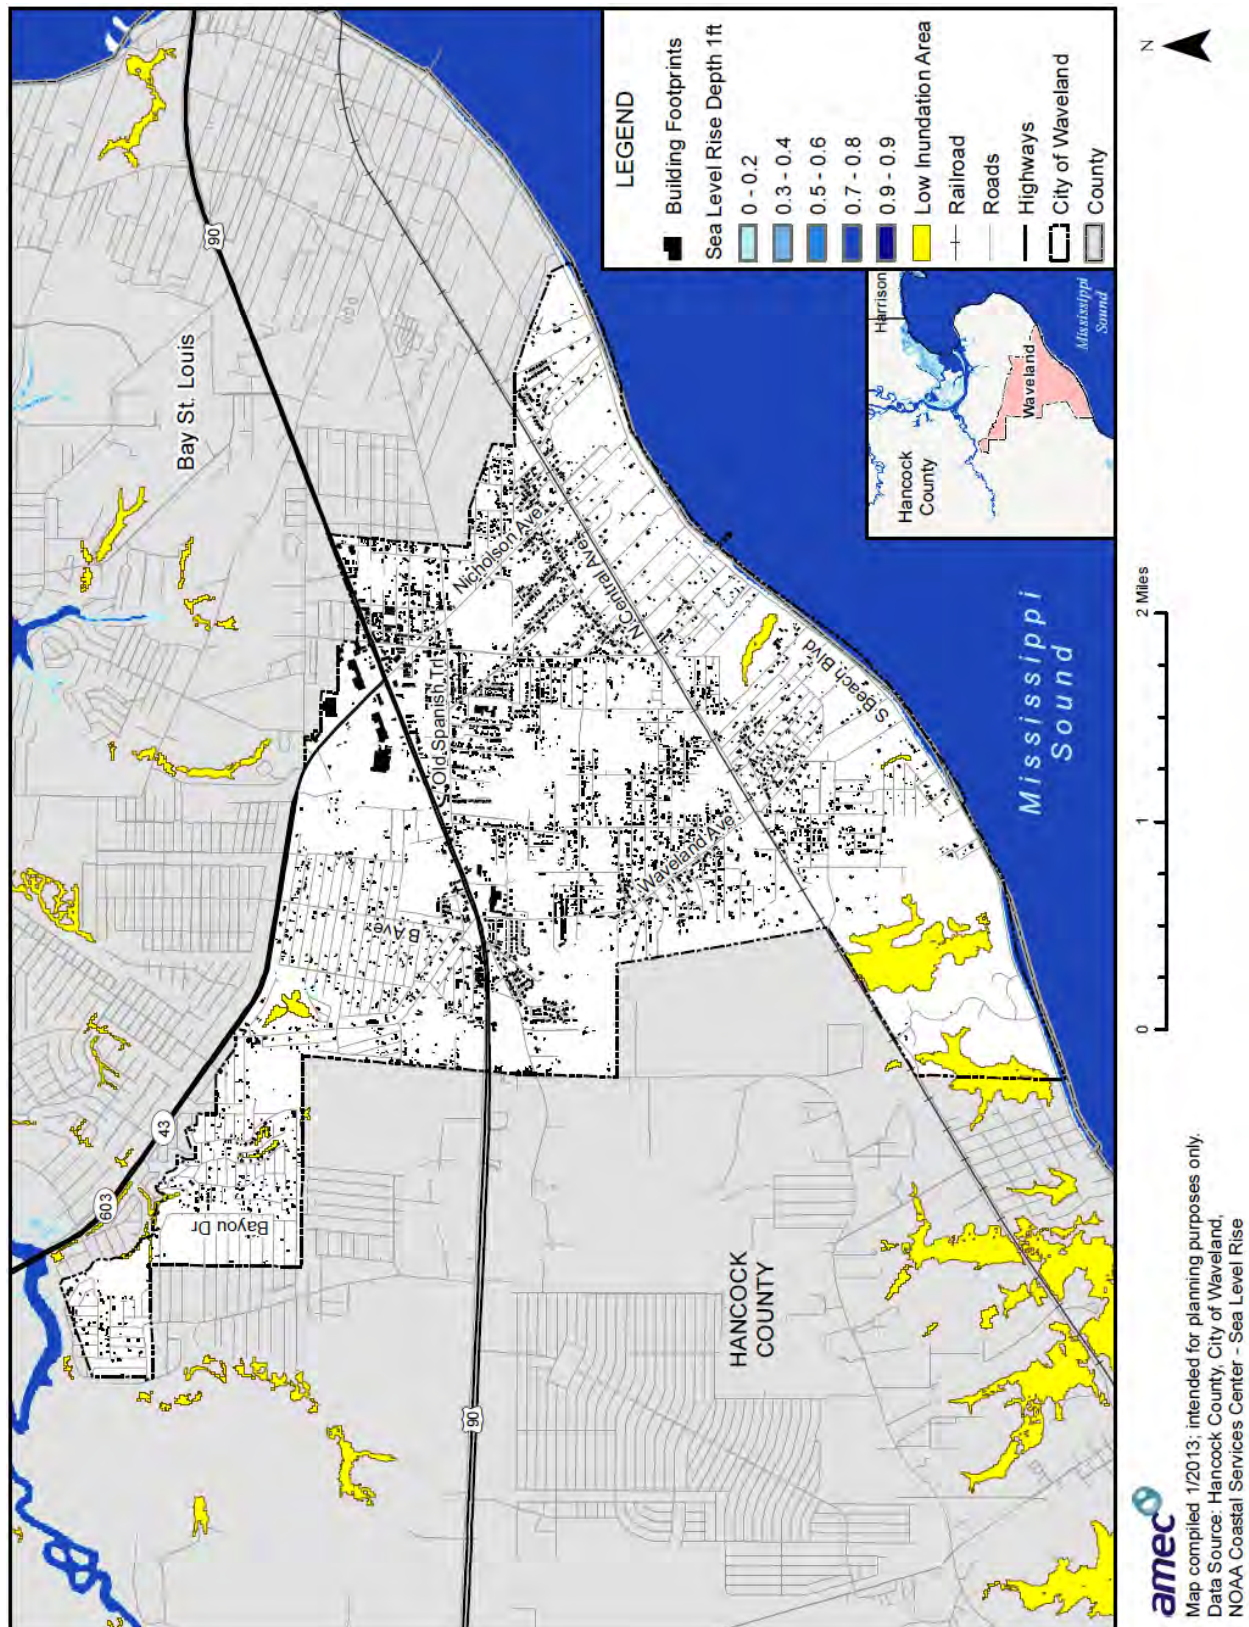 Bay St. Louis
90
Nicholson Ave
N Central Ave
Old Spanish Trl
S Beach Blvd
Waveland Ave
B Ave
43
603
Bayou Dr
90
HANCOCK
COUNTY
Mississippi
Sound
LEGEND
Building Footprints
Sea Level Rise Depth 1ft
0 - 0.2
0.3 - 0.4
0.5 - 0.6
0.7 - 0.8
0.9 - 0.9
Low Inundation Area
Railroad
Roads
Highways
City of Waveland
County
Harrison
Hancock
County
Waveland
Mississippi
Sound
N
0
1
2 Miles
amec
Map compiled 1/2013; intended for planning purposes only.
Data Source: Hancock County, City of Waveland,
NOAA Coastal Services Center - Sea Level Rise